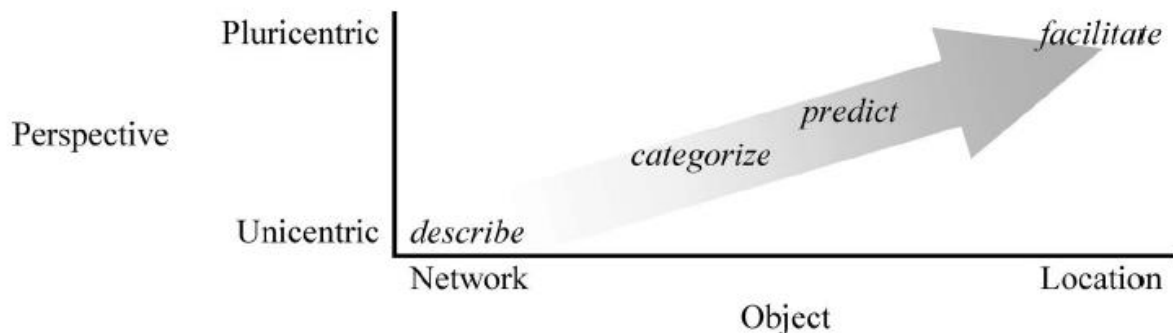 Pluricentric
facilitate
Perspective
predict
categorize
Unicentric
describe
Network
Location
Object